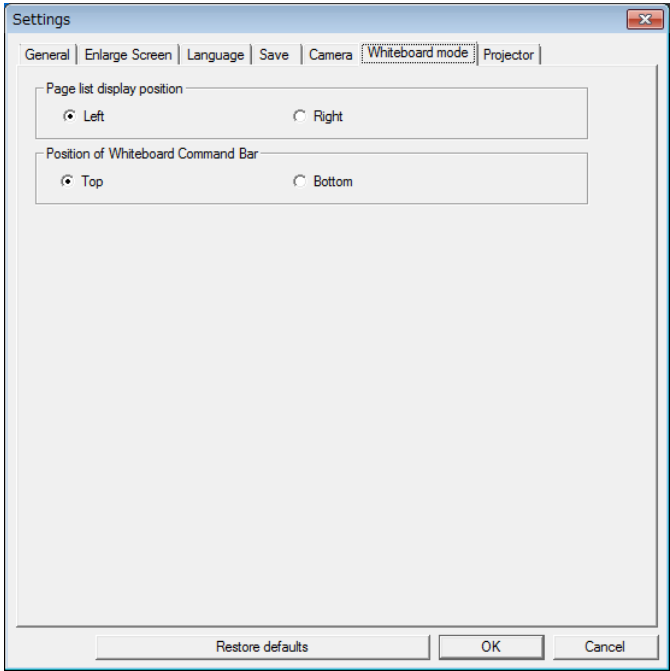 Settings
General Enlarge Screen Language Save Camera Whiteboard mode Projector
Page list display position
Left Right
Position of Whiteboard Command Bar
Top Bottom
Restore defaults OK Cancel